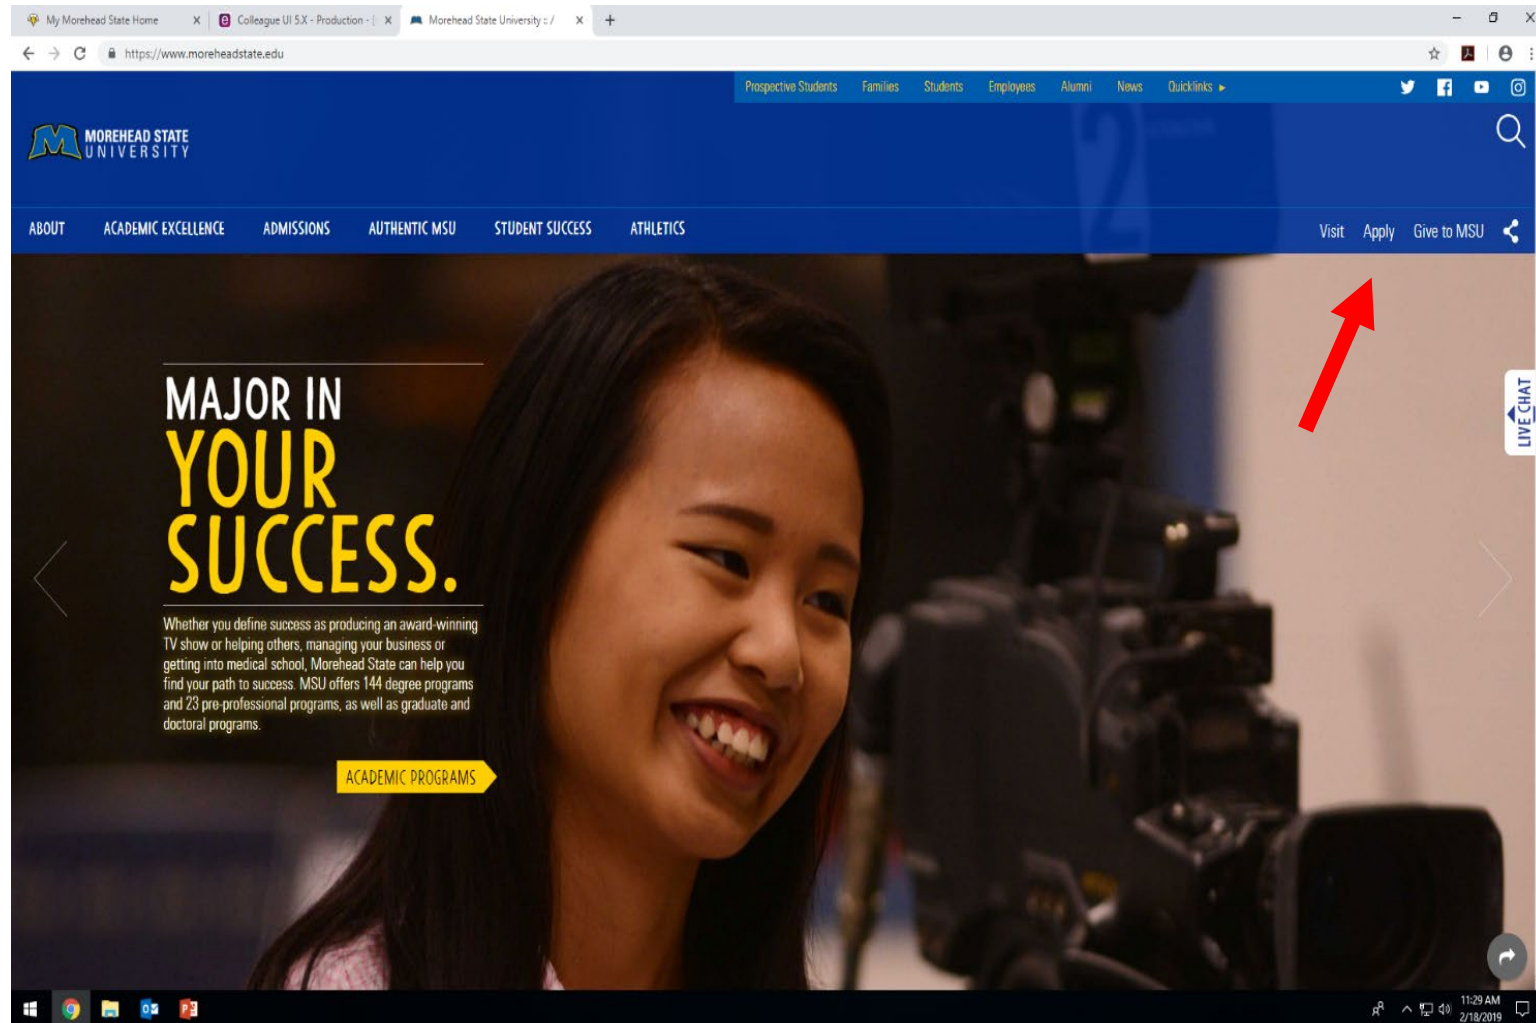 My Morehead State Home
Colleague UI 5.X - Production - [
Morehead State University :: /
https://www.moreheadstate.edu
Prospective Students Families Students Employees Alumni News Quicklinks
MOREHEAD STATE
UNIVERSITY
ABOUT ACADEMIC EXCELLENCE ADMISSIONS AUTHENTIC MSU STUDENT SUCCESS ATHLETICS
Visit Apply Give to MSU
MAJOR IN
YOUR
SUCCESS.
Whether you define success as producing an award-winning
TV show or helping others, managing your business or
getting into medical school, Morehead State can help you
find your path to success. MSU offers 144 degree programs
and 23 pre-professional programs, as well as graduate and
doctoral programs.
ACADEMIC PROGRAMS
LIVE CHAT
2
11:29 AM
2/18/2019